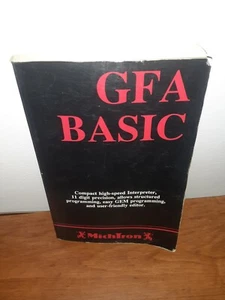 GFA
BASIC
Compact high-speed Interpreter,
11 digit precision, allows structured
programming, easy GEM programming,
and user-friendly editor.
MichTron